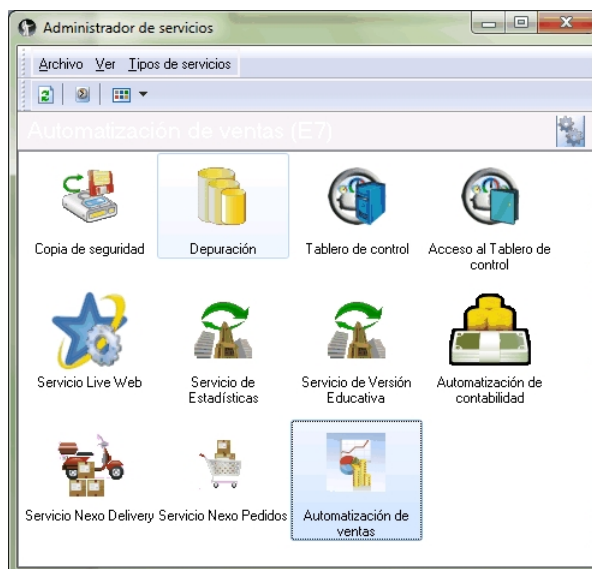 Administrador de servicios
Archivo Ver Tipos de servicios
Automatización de ventas (E7)
Copia de seguridad
Depuración
Tablero de control
Acceso al Tablero de
control
Servicio Live Web
Servicio de
Estadísticas
Servicio de Versión
Educativa
Automatización de
contabilidad
Servicio Nexo Delivery
Servicio Nexo Pedidos
Automatización de
ventas